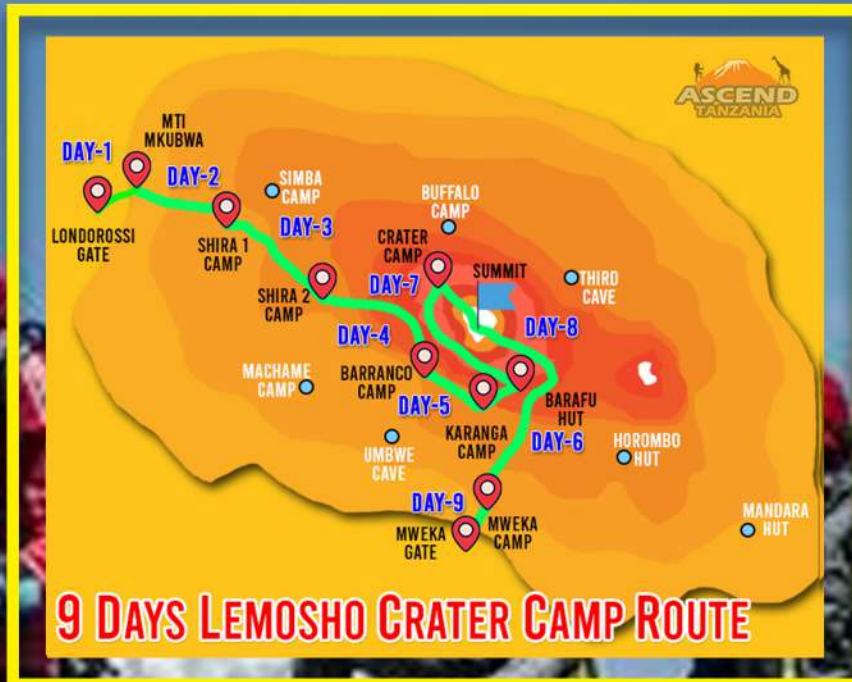 ASCEND
TANZANIA
MTI
MKUBWA
DAY-1
DAY-2
LONDOROSSI
GATE
SIMBA
CAMP
SHIRA 1
CAMP
DAY-3
BUFFALO
CAMP
CRATER
CAMP
SUMMIT
DAY-7
THIRD
CAVE
SHIRA 2
CAMP
DAY-8
DAY-4
MACHAME
CAMP
BARRANCO
CAMP
DAY-5
BARAFU
HUT
KARANGA
CAMP
DAY-6
UMBWE
CAVE
HOROMBO
HUT
DAY-9
MWEKA
GATE
MWEKA
CAMP
MANDARA
HUT
9 DAYS LEMOSHO CRATER CAMP ROUTE